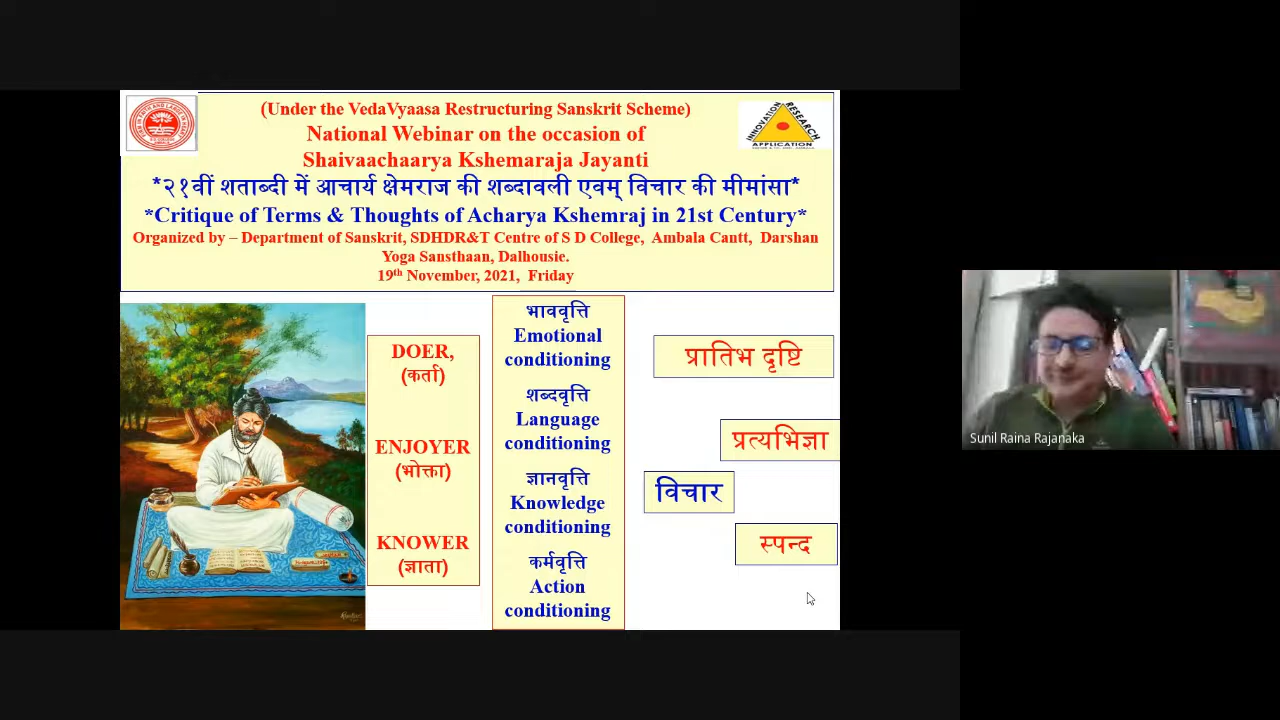 (Under the VedaVyaasa Restructuring Sanskrit Scheme)
National Webinar on the occasion of
Shaivaachaarya Kshemaraja Jayanti
*२१वीं शताब्दी में आचार्य क्षेमराज की शब्दावली एवम् विचार की मीमांसा*
*Critique of Terms & Thoughts of Acharya Kshemraj in 21st Century*
Organized by – Department of Sanskrit, SDHDR&T Centre of S D College, Ambala Cantt, Darshan
Yoga Sansthaan, Dalhousie.
19th November, 2021, Friday
INNOVATION
RESEARCH
APPLICATION
DOER,
(कर्ता)
ENJOYER
(भोक्ता)
KNOWER
(ज्ञाता)
भाववृत्ति
Emotional
conditioning
शब्दवृत्ति
Language
conditioning
ज्ञानवृत्ति
Knowledge
conditioning
कर्मवृत्ति
Action
conditioning
प्रातिभ दृष्टि
प्रत्यभिज्ञा
विचार
स्पन्द
Sunil Raina Rajanaka